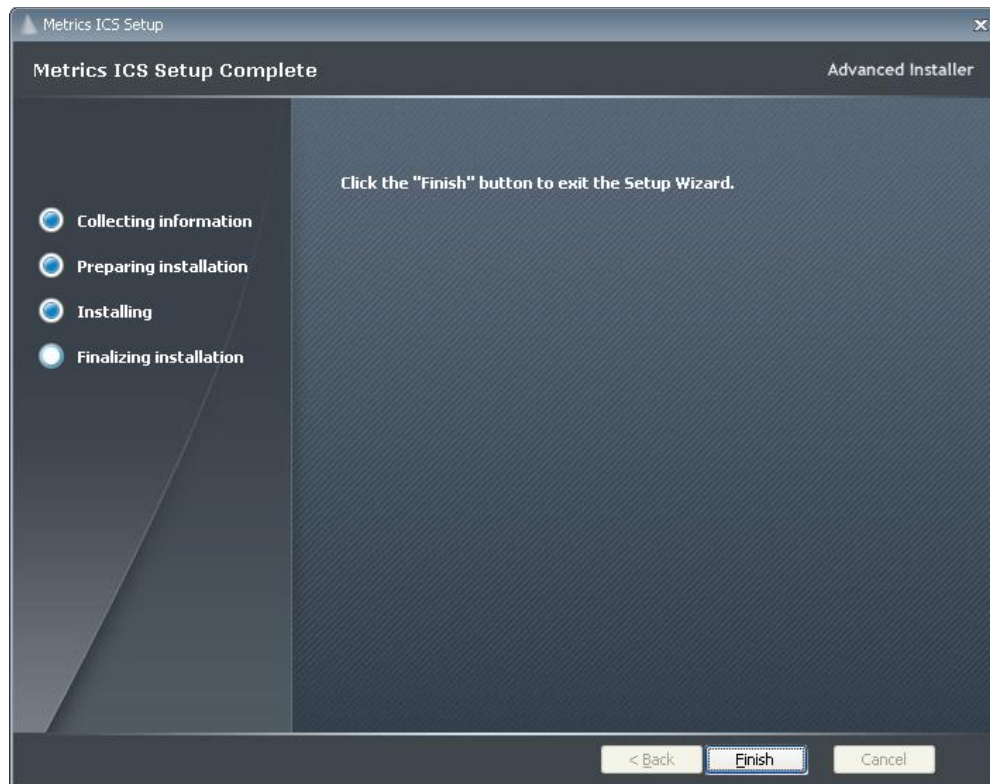 Metrics ICS Setup
Metrics ICS Setup Complete
Advanced Installer
Click the "Finish" button to exit the Setup Wizard.
Collecting information
Preparing installation
Installing
Finalizing installation
< Back
Finish
Cancel